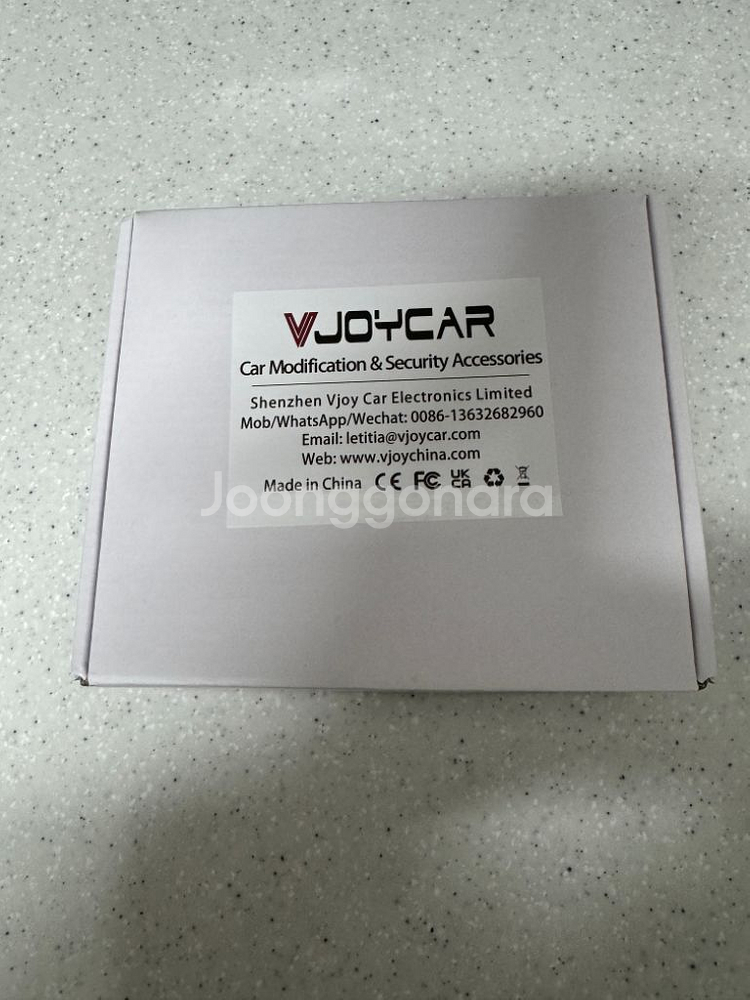 VJOYCAR
Car Modification & Security Accessories
Shenzhen Vjoy Car Electronics Limited
Mob/WhatsApp/Wechat: 0086-13632682960
Email: letitia@vjoycar.com
Web: www.vjoychina.com
Made in China CE FC UK CA
Joonggonara